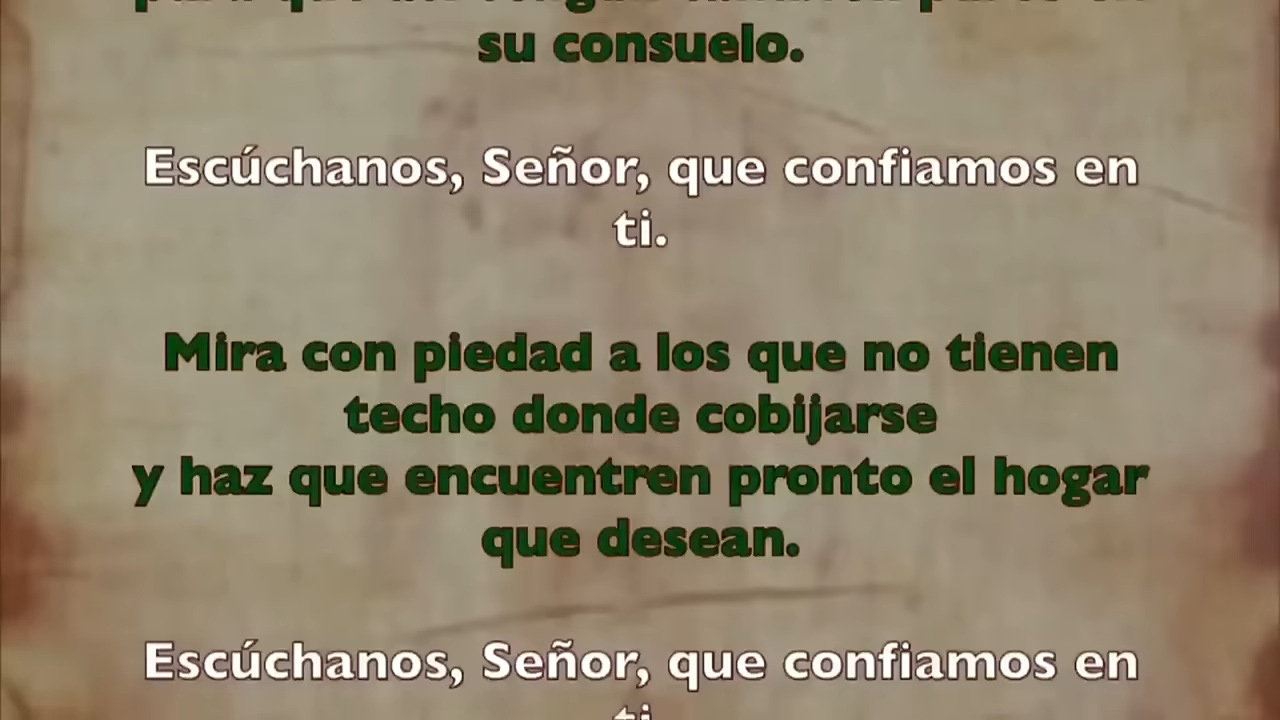 su consuelo.
Escúchanos, Señor, que confiamos en
ti.
Mira con piedad a los que no tienen
techo donde cobijarse
y haz que encuentren pronto el hogar
que desean.
Escúchanos, Señor, que confiamos en
ti.